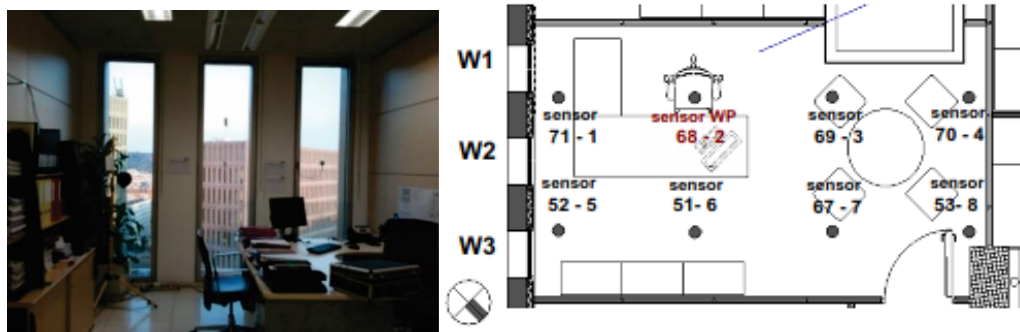 W1
W2
W3
sensor
71 - 1
sensor WP
68 - 2
sensor
69 - 3
sensor
70 - 4
sensor
52 - 5
sensor
51- 6
sensor
67 - 7
sensor
53- 8